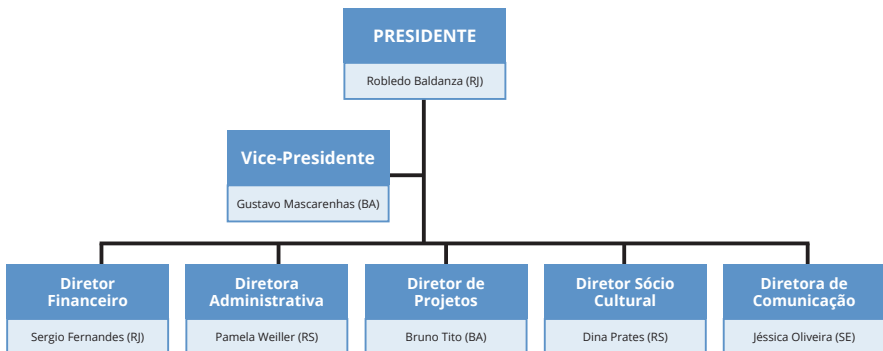 PRESIDENTE
Robledo Baldanza (RJ)
Vice-Presidente
Gustavo Mascarenhas (BA)
Diretor
Financeiro
Sergio Fernandes (RJ)
Diretora
Administrativa
Pamela Weiller (RS)
Diretor de
Projetos
Bruno Tito (BA)
Diretor Sócio
Cultural
Dina Prates (RS)
Diretora de
Comunicação
Jéssica Oliveira (SE)